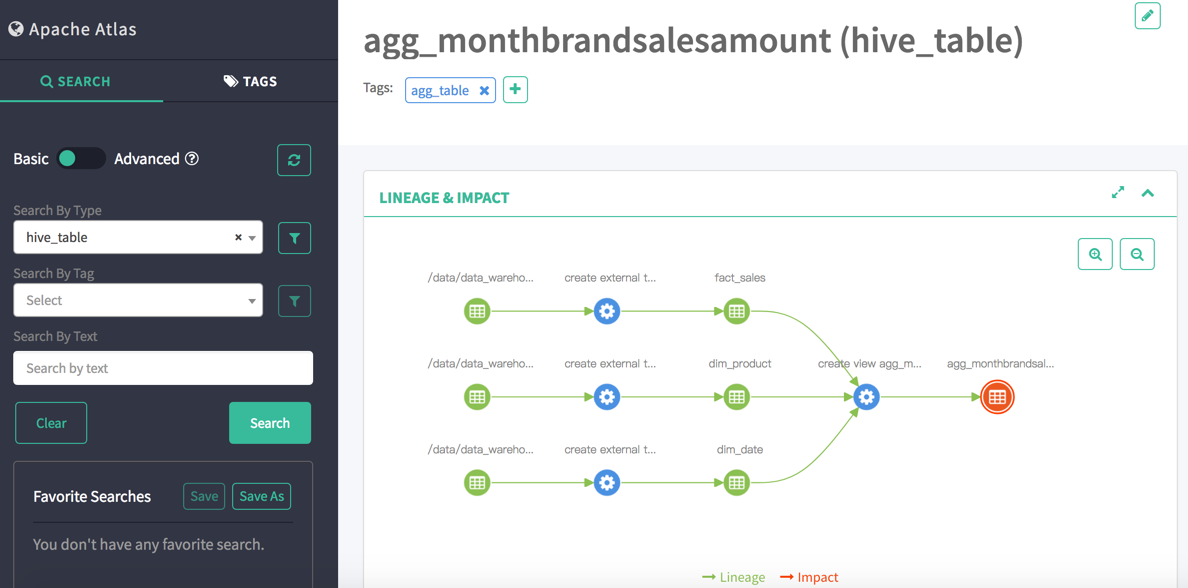 Apache Atlas
SEARCH
TAGS
Basic
Advanced
Search By Type
hive_table
Search By Tag
Select
Search By Text
Search by text
Clear
Search
Favorite Searches
Save
Save As
You don't have any favorite search.
agg_monthbrandsalesamount (hive_table)
Tags:
agg_table
LINEAGE & IMPACT
/data/data_wareho...
create external t...
fact_sales
/data/data_wareho...
create external t...
dim_product
create view agg_m...
agg_monthbrandsal...
/data/data_wareho...
create external t...
dim_date
Lineage
Impact